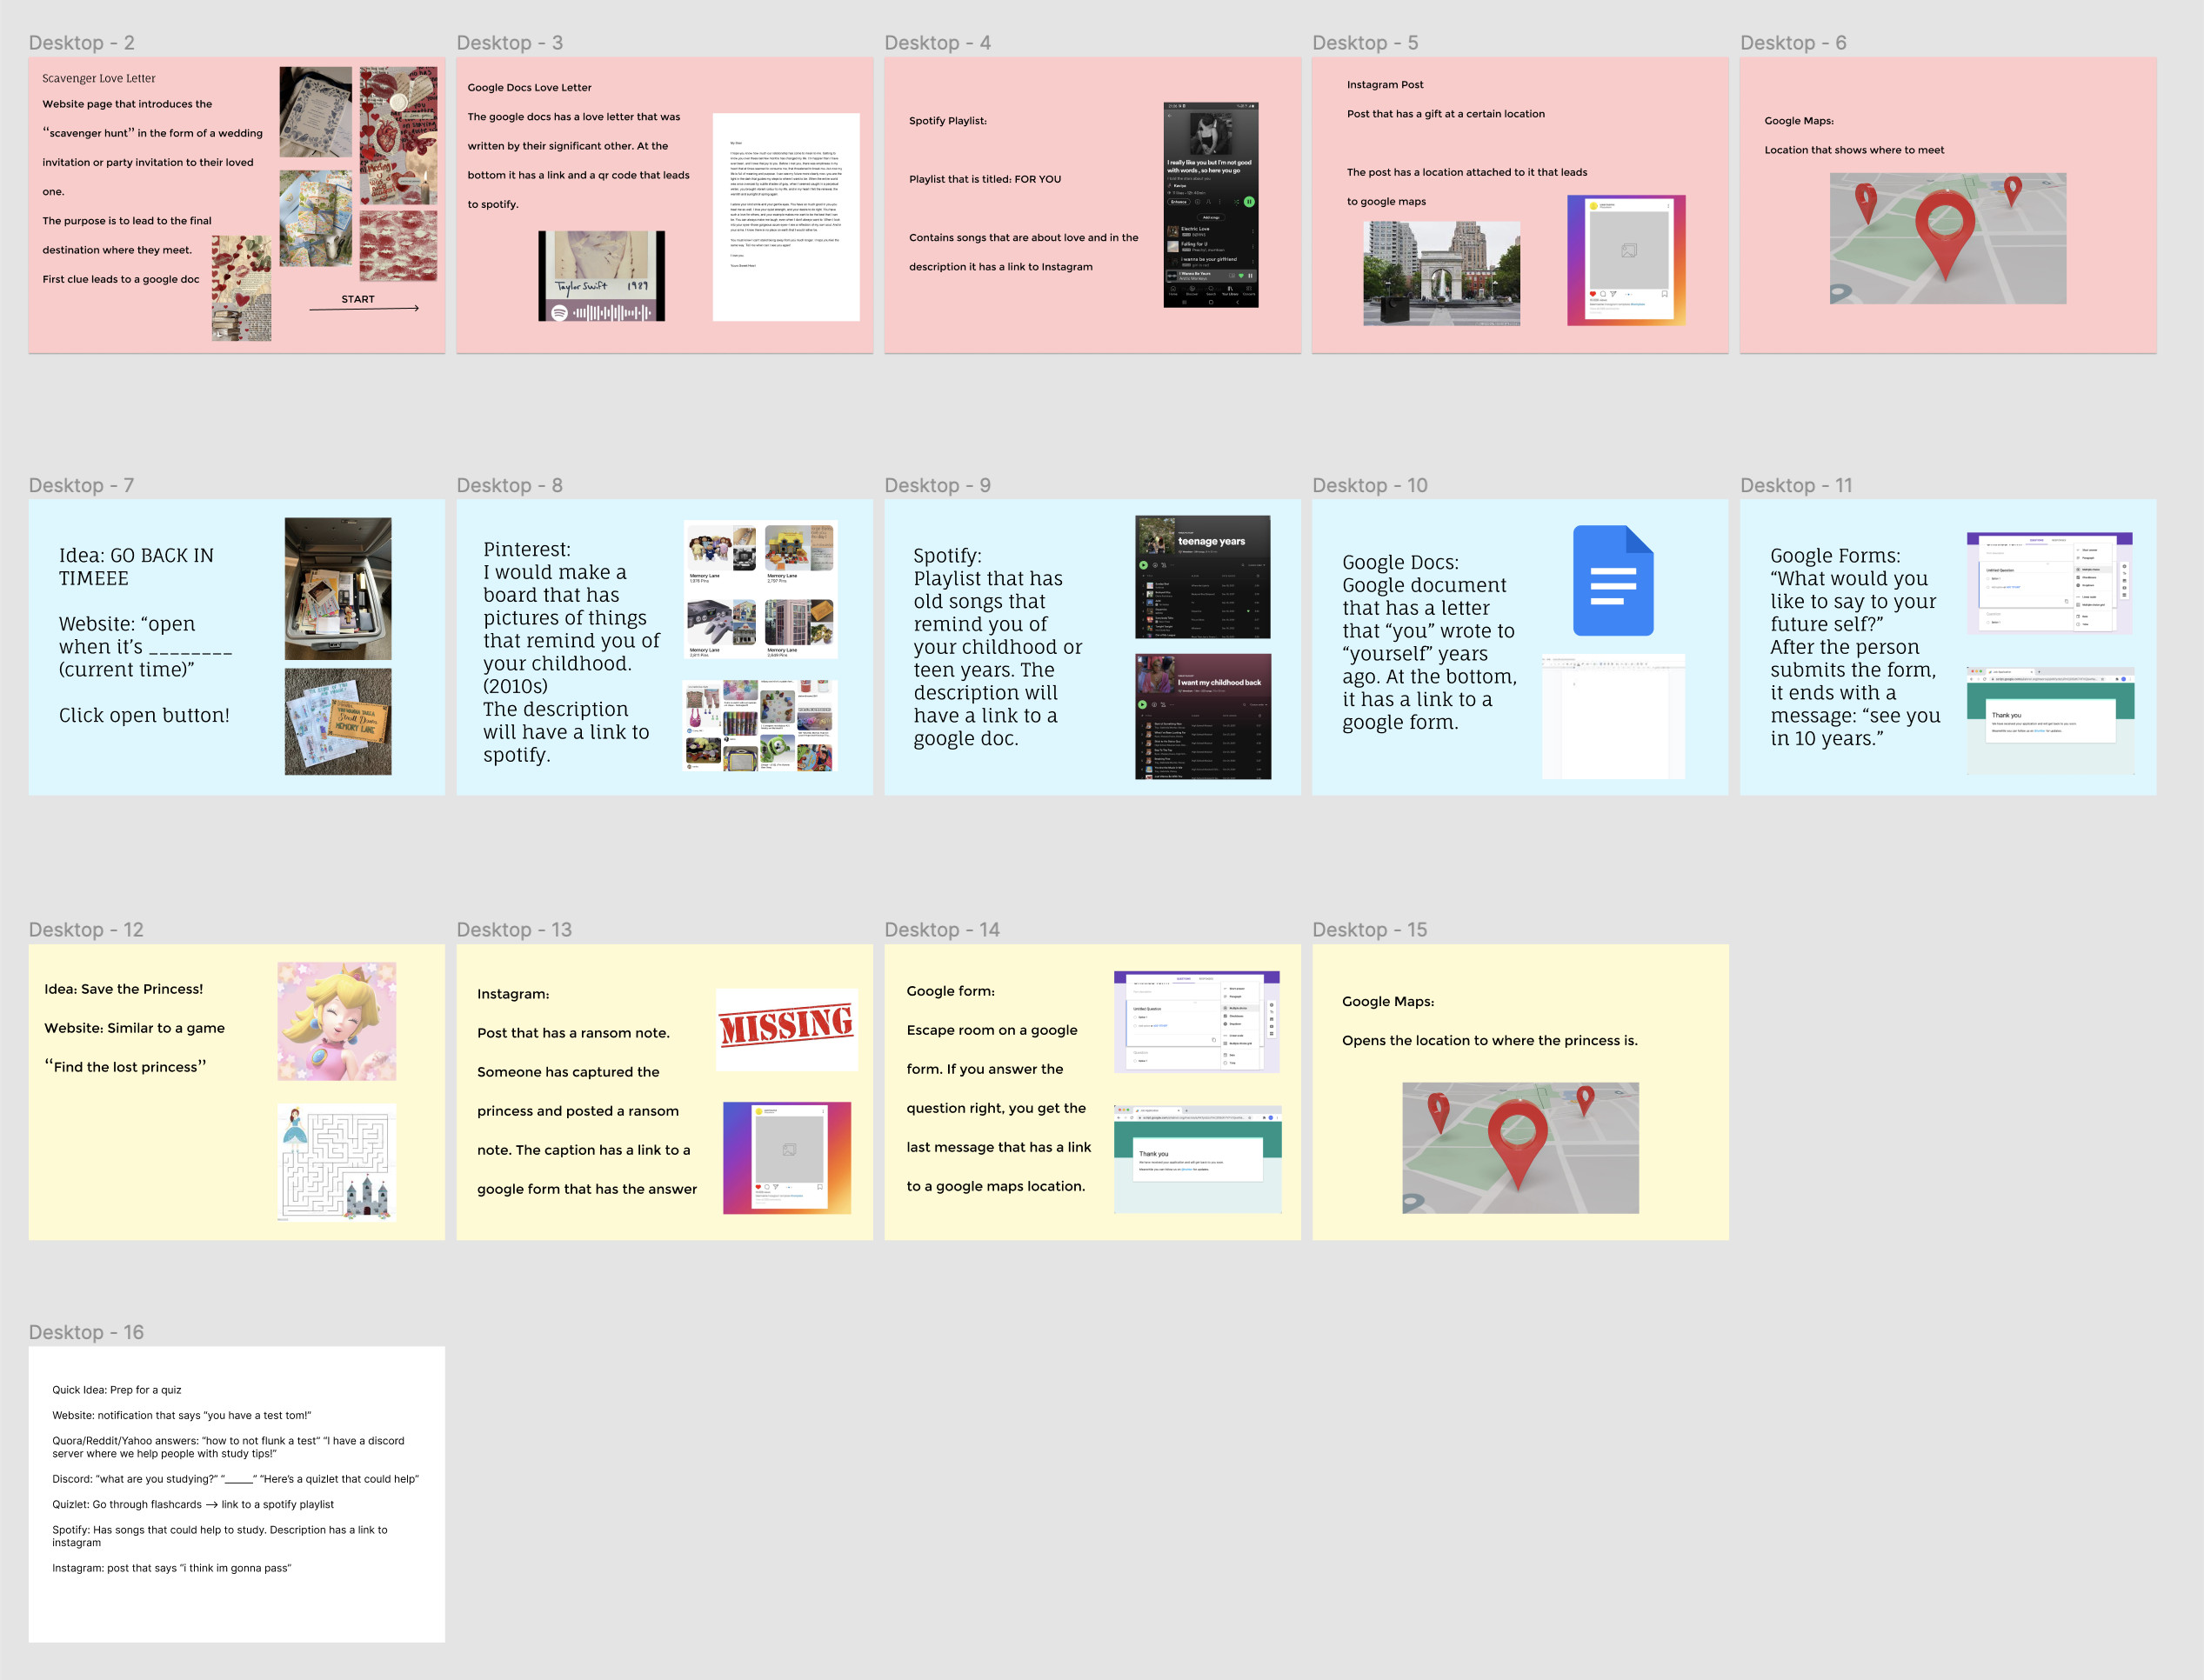 Desktop - 2
Scavenger Love Letter
Website page that introduces the
“scavenger hunt” in the form of a wedding
invitation or party invitation to their loved
one.
The purpose is to lead to the final
destination where they meet.
First clue leads to a google doc
START
Desktop - 3
Google Docs Love Letter
The google docs has a love letter that was
written by their significant other. At the
bottom it has a link and a qr code that leads
to spotify.
Taylor Swift 1989
Desktop - 4
Spotify Playlist:
Playlist that is titled: FOR YOU
Contains songs that are about love and in the
description it has a link to Instagram
I really like you but I'm not good
with words , so here you go
Enhance
Add songs
Electric Love
Falling for U
I wanna be your girlfriend
I Wanna Be Yours
Desktop - 5
Instagram Post
Post that has a gift at a certain location
The post has a location attached to it that leads
to google maps
Desktop - 6
Google Maps:
Location that shows where to meet
Desktop - 7
Idea: GO BACK IN
TIMEEE
Website: “open
when it’s ________
(current time)”
Click open button!
Desktop - 8
Pinterest:
I would make a
board that has
pictures of things
that remind you of
your childhood.
(2010s)
The description
will have a link to
spotify.
Memory Lane
Memory Lane
Memory Lane
Memory Lane
Desktop - 9
Spotify:
Playlist that has
old songs that
remind you of
your childhood or
teen years. The
description will
have a link to a
google doc.
teenage years
I want my childhood back
Desktop - 10
Google Docs:
Google document
that has a letter
that “you” wrote to
“yourself” years
ago. At the bottom,
it has a link to a
google form.
Desktop - 11
Google Forms:
“What would you
like to say to your
future self?”
After the person
submits the form,
it ends with a
message: “see you
in 10 years.”
Untitled Question
Thank you
Desktop - 12
Idea: Save the Princess!
Website: Similar to a game
“Find the lost princess”
Desktop - 13
Instagram:
Post that has a ransom note.
Someone has captured the
princess and posted a ransom
note. The caption has a link to a
google form that has the answer
MISSING
Desktop - 14
Google form:
Escape room on a google
form. If you answer the
question right, you get the
last message that has a link
to a google maps location.
Untitled Question
Thank you
Desktop - 15
Google Maps:
Opens the location to where the princess is.
Desktop - 16
Quick Idea: Prep for a quiz
Website: notification that says “you have a test tom!”
Quora/Reddit/Yahoo answers: “how to not flunk a test” “I have a discord
server where we help people with study tips!”
Discord: “what are you studying?” “_____” “Here’s a quizlet that could help”
Quizlet: Go through flashcards → link to a spotify playlist
Spotify: Has songs that could help to study. Description has a link to
instagram
Instagram: post that says “i think im gonna pass”